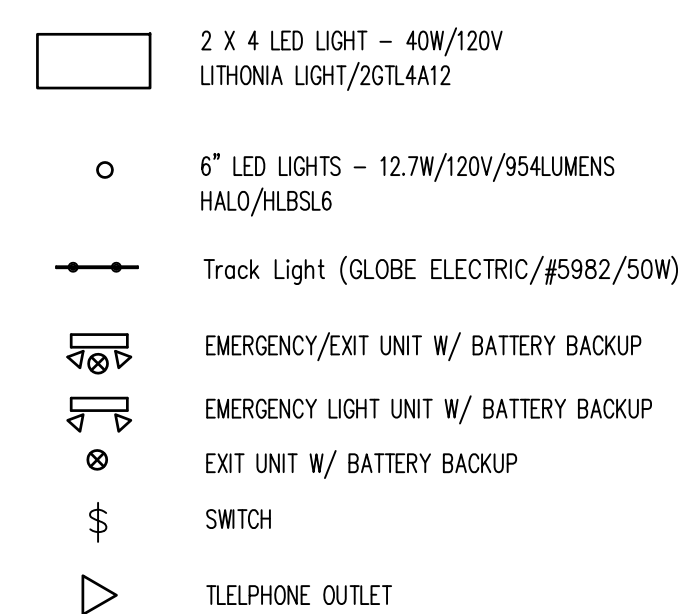 2 X 4 LED LIGHT – 40W/120V
LITHONIA LIGHT/2GTL4A12
6" LED LIGHTS – 12.7W/120V/954LUMENS
HALO/HLBSL6
Track Light (GLOBE ELECTRIC/#5982/50W)
EMERGENCY/EXIT UNIT W/ BATTERY BACKUP
EMERGENCY LIGHT UNIT W/ BATTERY BACKUP
EXIT UNIT W/ BATTERY BACKUP
$ SWITCH
TLELPHONE OUTLET